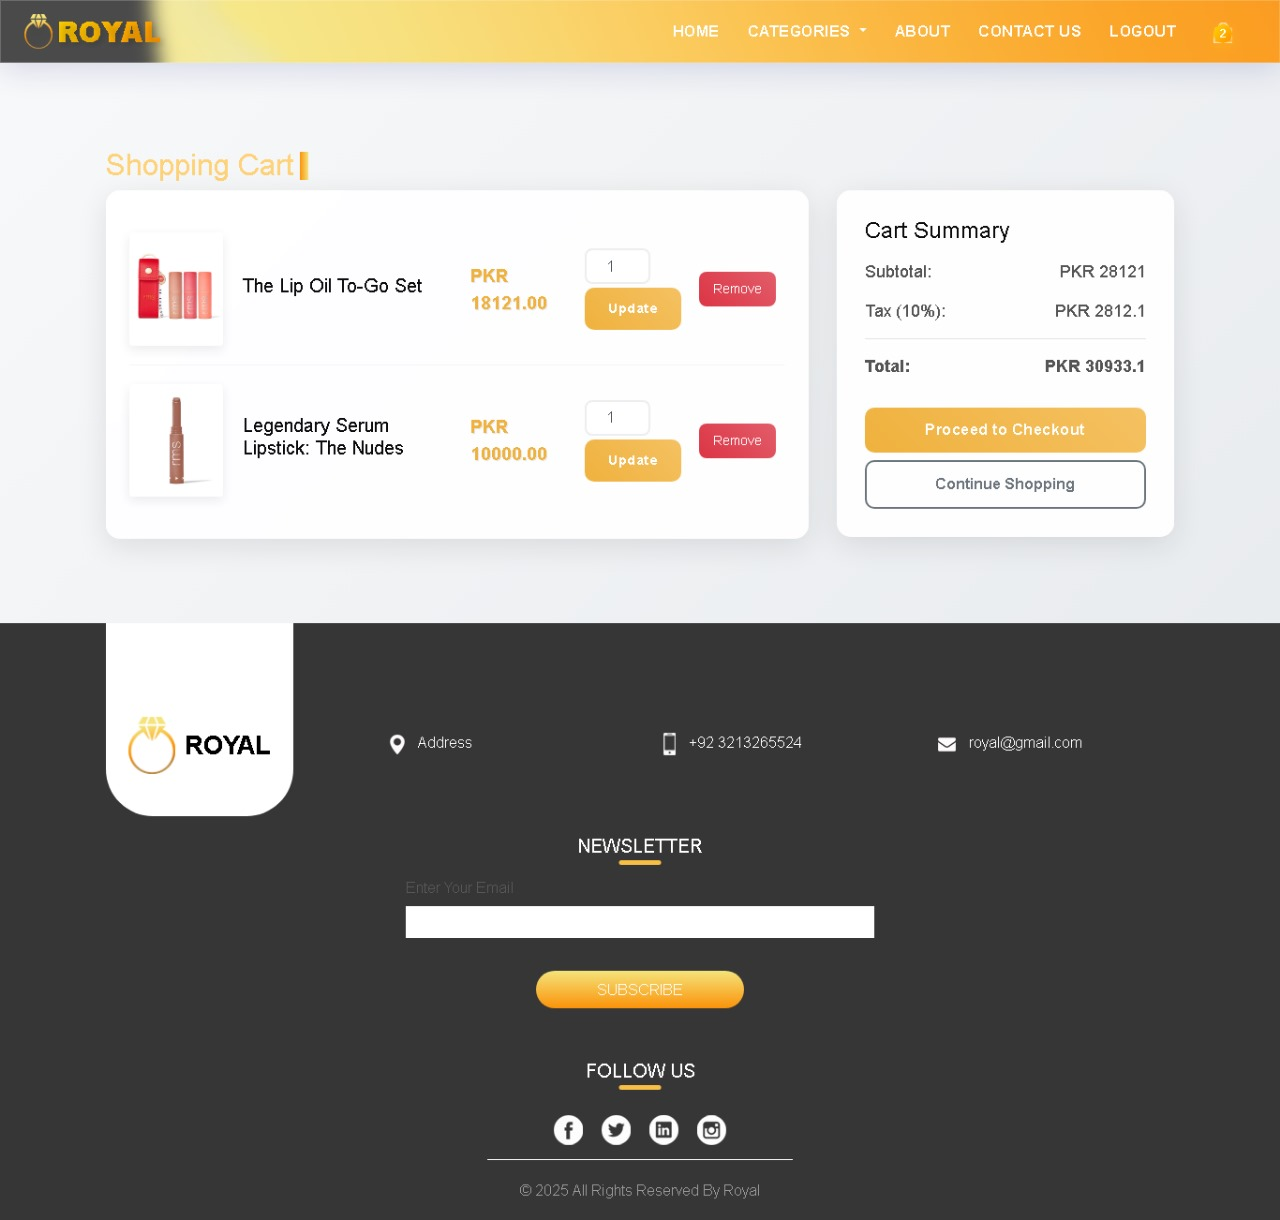 ROYAL
HOME CATEGORIES ABOUT CONTACT US LOGOUT 2
Shopping Cart
The Lip Oil To-Go Set
PKR
18121.00
1
Update
Remove
rms
Legendary Serum
Lipstick: The Nudes
PKR
10000.00
1
Update
Remove
Cart Summary
Subtotal: PKR 28121
Tax (10%): PKR 2812.1
Total: PKR 30933.1
Proceed to Checkout
Continue Shopping
ROYAL
Address
+92 3213265524
royal@gmail.com
NEWSLETTER
Enter Your Email
SUBSCRIBE
FOLLOW US
© 2025 All Rights Reserved By Royal